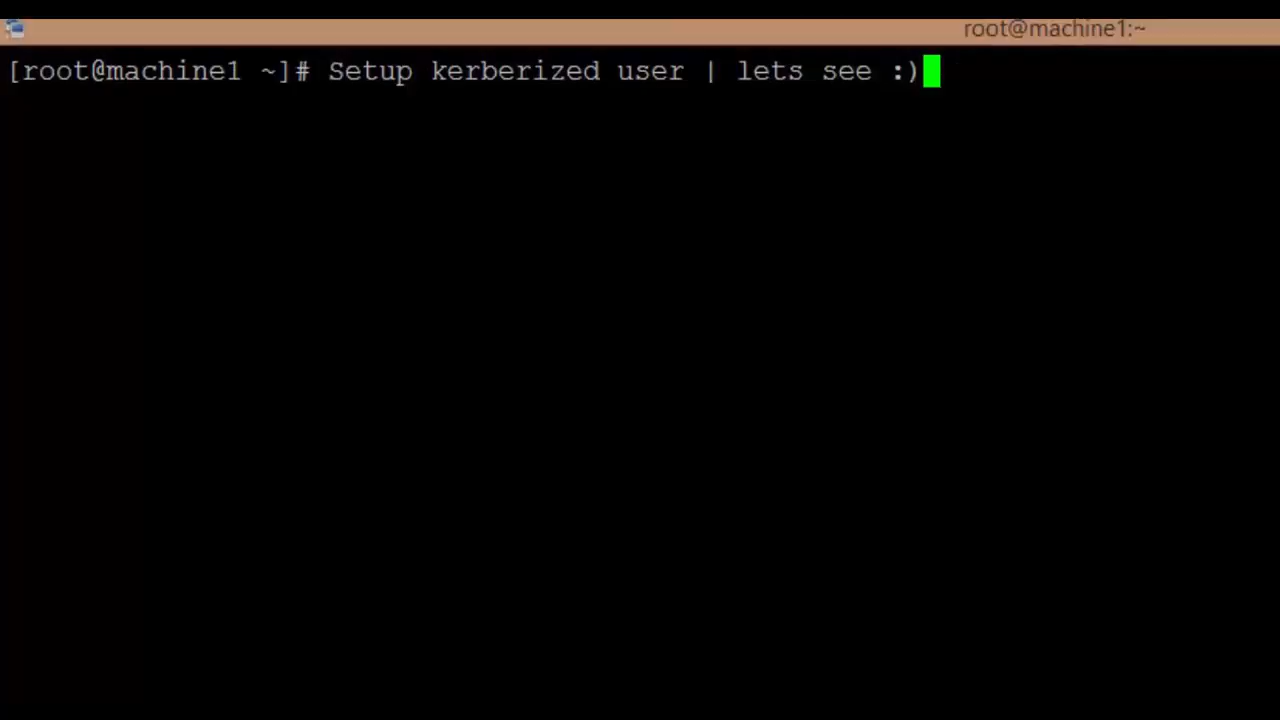 root@machine1:~
[root@machine1 ~]# Setup kerberized user | lets see :)